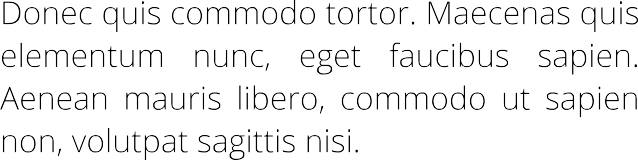 Donec quis commodo tortor. Maecenas quis
elementum nunc, eget faucibus sapien.
Aenean mauris libero, commodo ut sapien
non, volutpat sagittis nisi.